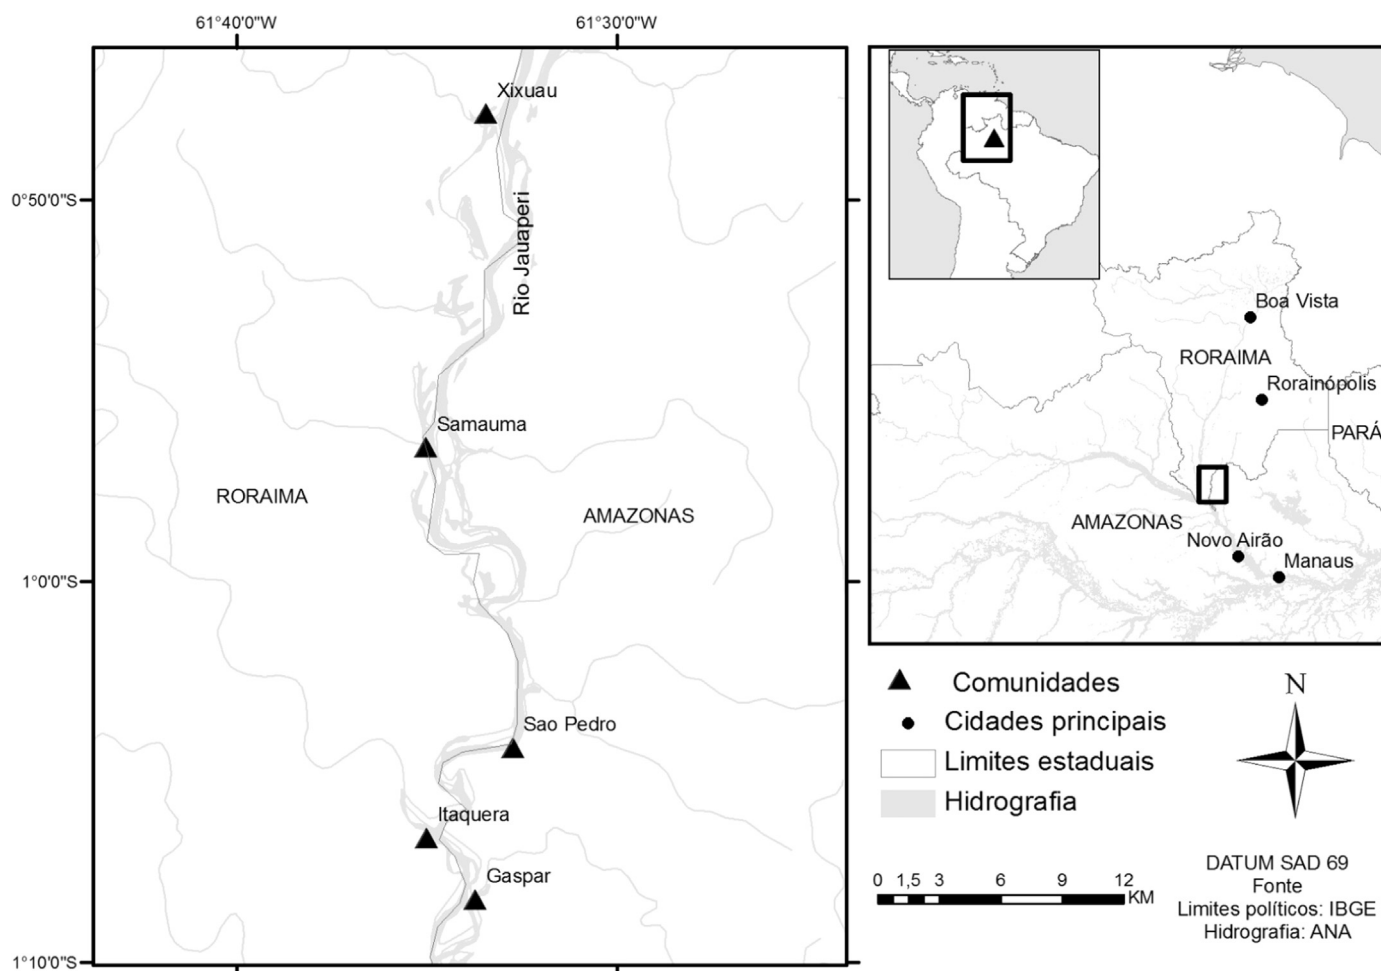 61°40'0"W
61°30'0"W
Xixuau
0°50'0"S
Rio Jauaperi
Samauma
RORAIMA
AMAZONAS
1°0'0"S
Sao Pedro
Itaquera
Gaspar
1°10'0"S
Boa Vista
RORAIMA
Rorainópolis
PARÁ
AMAZONAS
Novo Airão
Manaus
Comunidades
Cidades principais
Limites estaduais
Hidrografia
N
0 1,5 3 6 9 12
KM
DATUM SAD 69
Fonte
Limites políticos: IBGE
Hidrografia: ANA